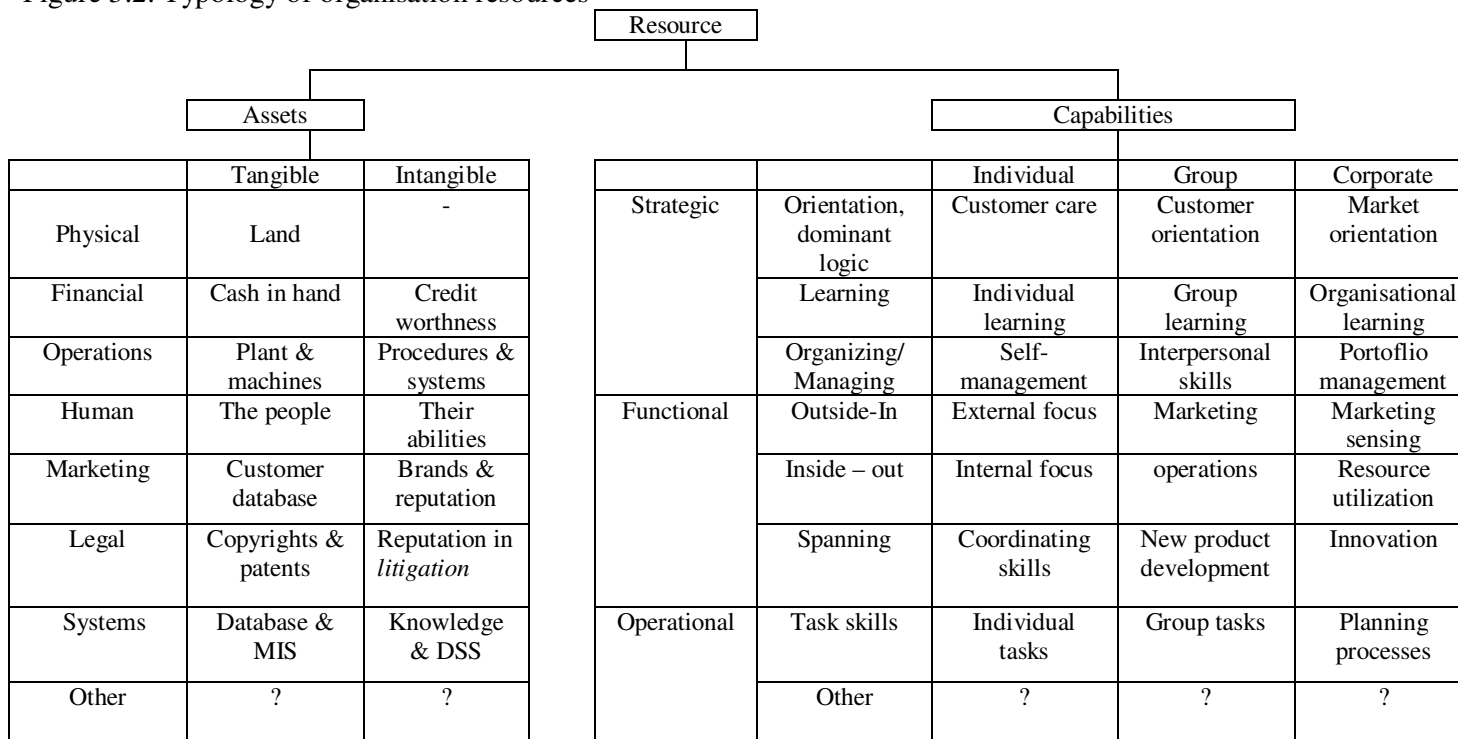 Figure 3.2: Typology of organisation resources
Resource
Assets
Capabilities
Tangible Intangible
Physical Land -
Financial Cash in hand Credit
worthness
Operations Plant &
machines Procedures &
systems
Human The people Their
abilities
Marketing Customer
database Brands &
reputation
Legal Copyrights &
patents Reputation in
litigation
Systems Database &
MIS Knowledge
& DSS
Other ? ?
Individual Group Corporate
Strategic Orientation,
dominant
logic Customer care Customer
orientation Market
orientation
Learning Individual
learning Group
learning Organisational
learning
Organizing/
Managing Self-
management Interpersonal
skills Portoflio
management
Functional Outside-In External focus Marketing Marketing
sensing
Inside – out Internal focus operations Resource
utilization
Spanning Coordinating
skills New product
development Innovation
Operational Task skills Individual
tasks Group tasks Planning
processes
Other ? ? ?